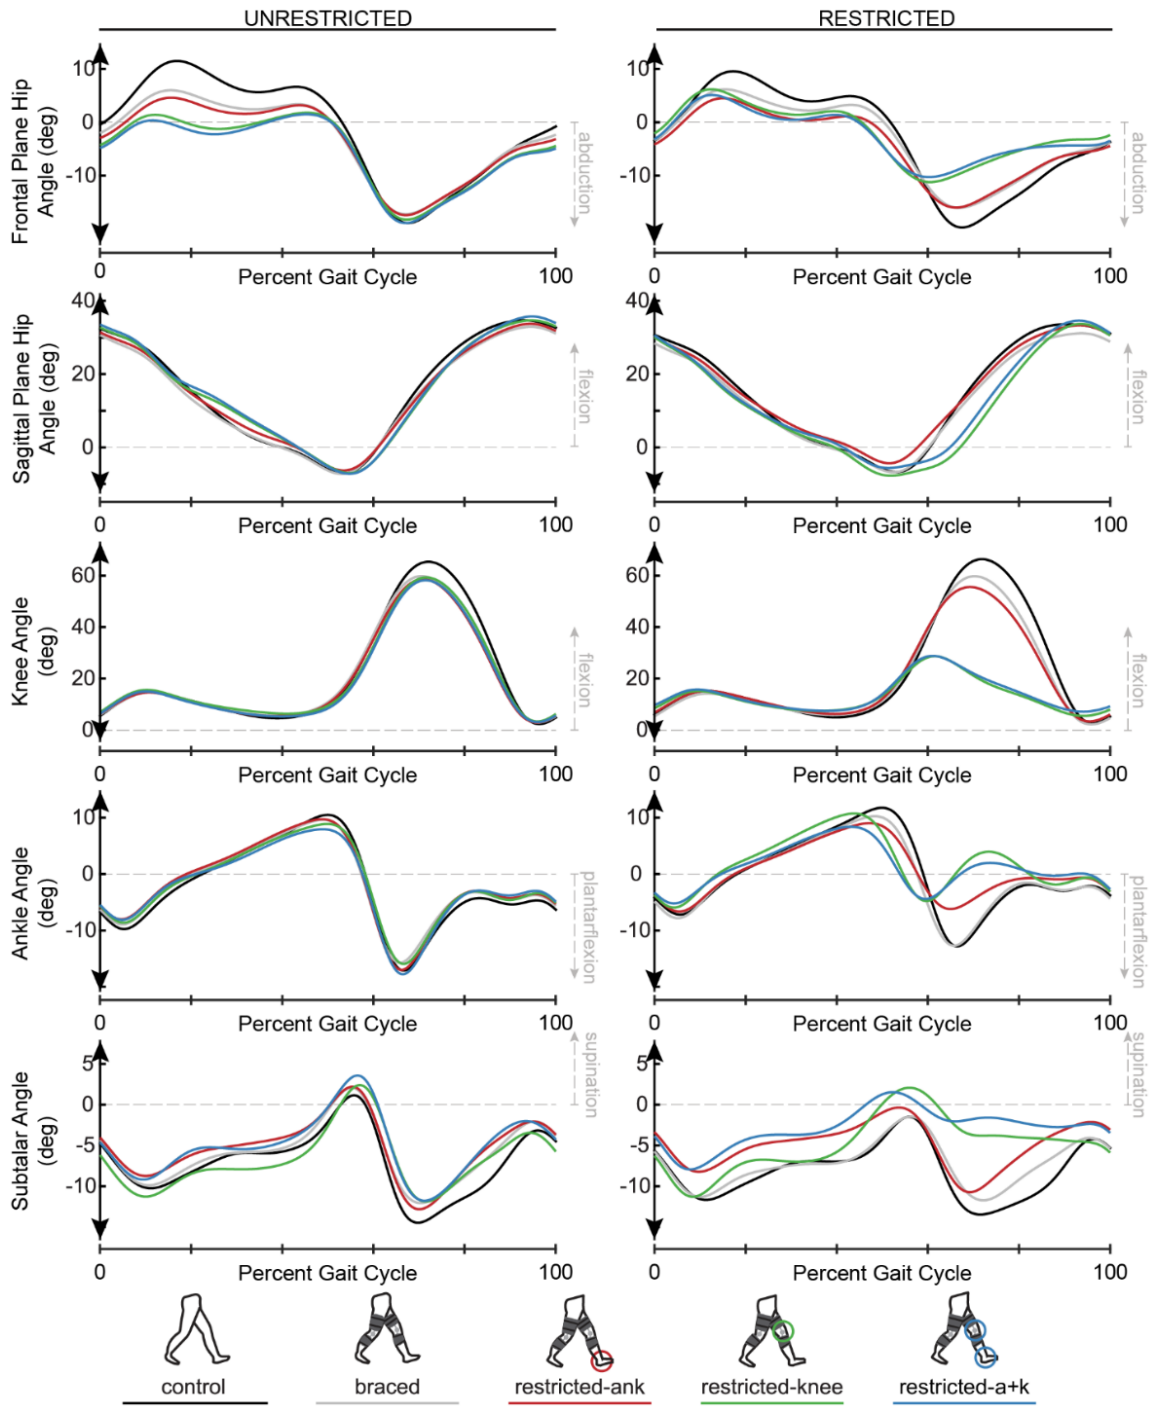 UNRESTRICTED
RESTRICTED
Frontal Plane Hip
Angle (deg)
10
0
-10
abduction
10
0
-10
abduction
0
Percent Gait Cycle
100
0
Percent Gait Cycle
100
Sagittal Plane Hip
Angle (deg)
40
20
0
flexion
40
20
0
flexion
0
Percent Gait Cycle
100
0
Percent Gait Cycle
100
Knee Angle
(deg)
60
40
20
0
flexion
60
40
20
0
flexion
0
Percent Gait Cycle
100
0
Percent Gait Cycle
100
Ankle Angle
(deg)
10
0
-10
plantarflexion
10
0
-10
plantarflexion
0
Percent Gait Cycle
100
0
Percent Gait Cycle
100
Subtalar Angle
(deg)
5
0
-5
-10
supination
5
0
-5
-10
supination
0
Percent Gait Cycle
100
0
Percent Gait Cycle
100
control
braced
restricted-ank
restricted-knee
restricted-a+k